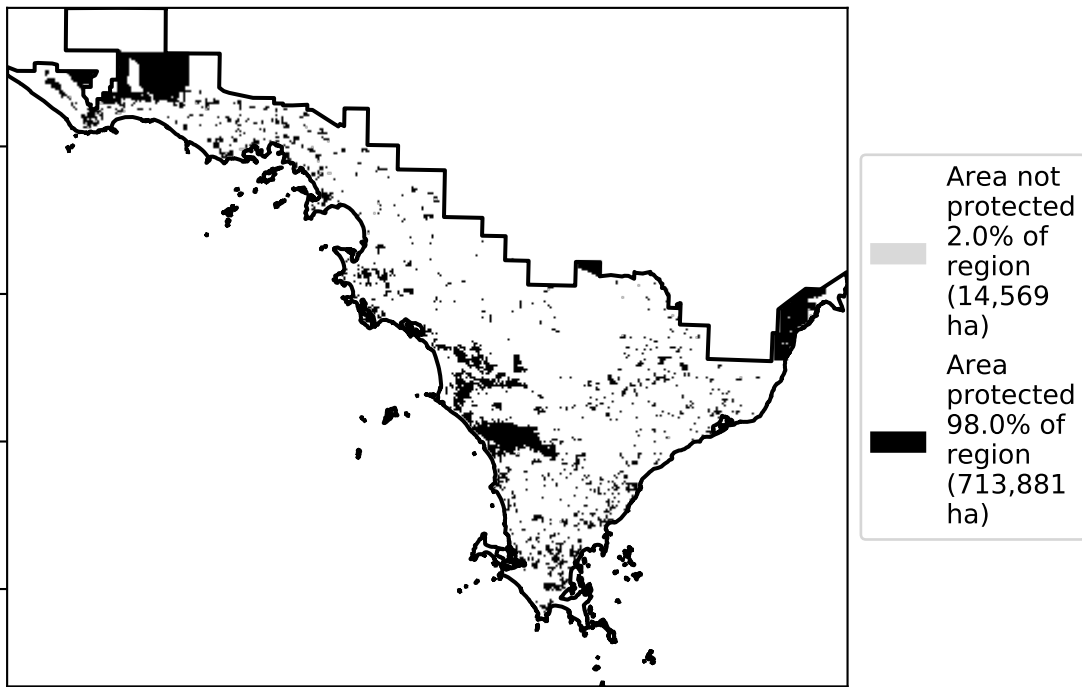 Area not
protected
2.0% of
region
(14,569
ha)
Area
protected
98.0% of
region
(713,881
ha)